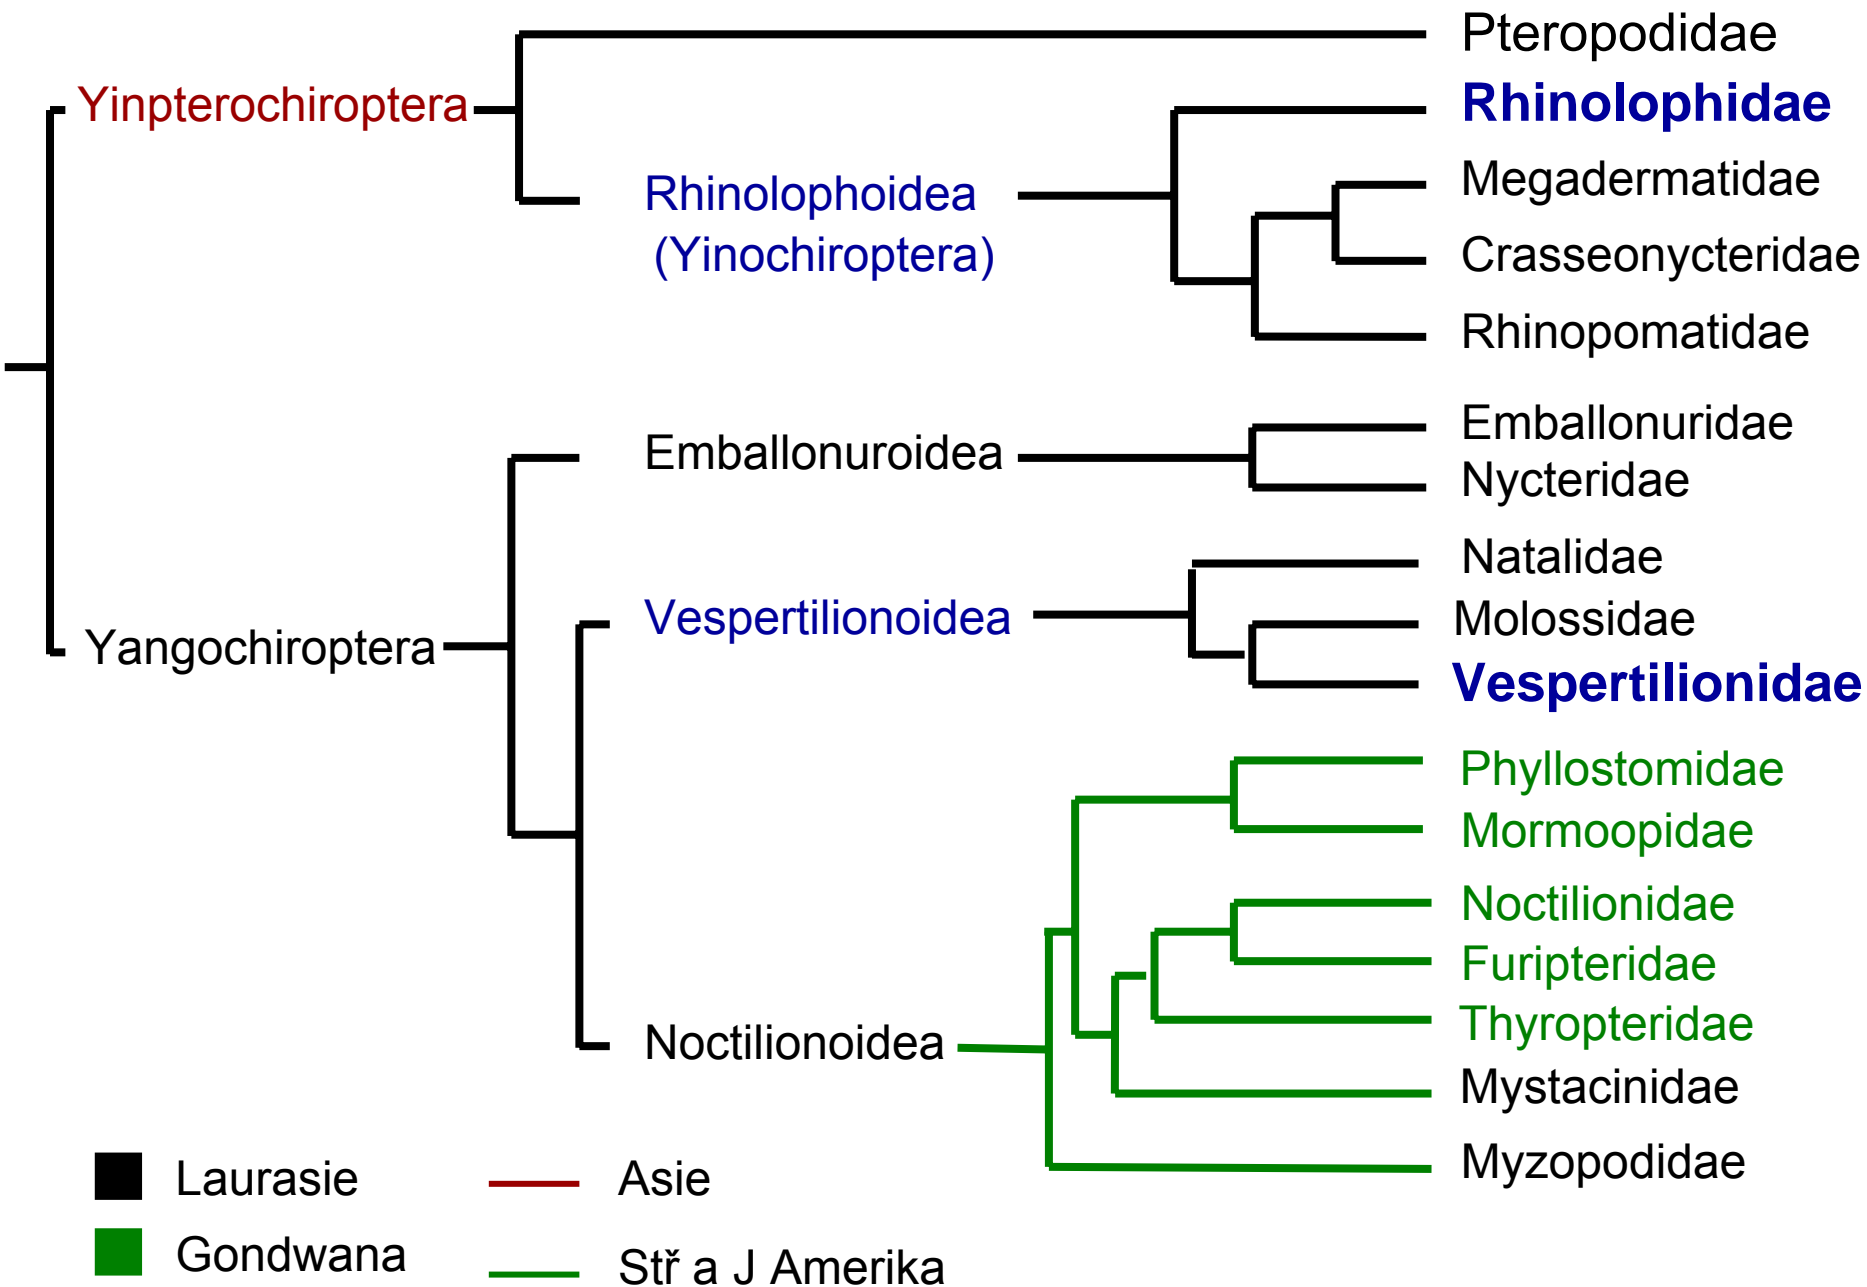 Pteropodidae
Yinpterochiroptera
Rhinolophidae
Rhinolophoidea
(Yinochiroptera)
Megadermatidae
Crasseonycteridae
Rhinopomatidae
Emballonuroidea
Emballonuridae
Nycteridae
Yangochiroptera
Vespertilionoidea
Natalidae
Molossidae
Vespertilionidae
Noctilionoidea
Phyllostomidae
Mormoopidae
Noctilionidae
Furipteridae
Thyropteridae
Mystacinidae
Myzopodidae
Laurasie
Asie
Gondwana
Stř a J Amerika